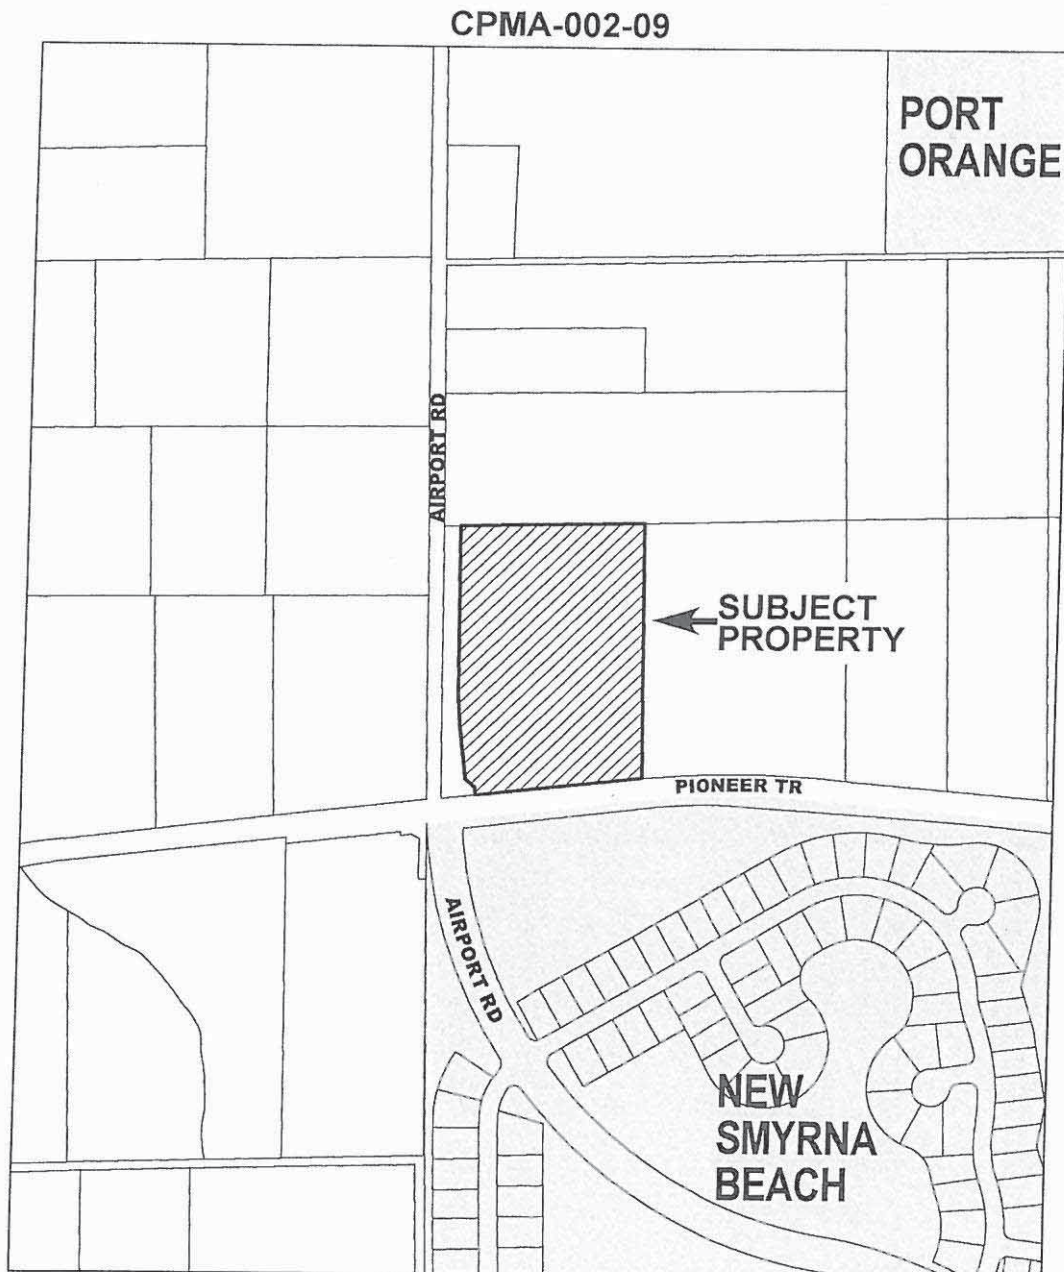 CPMA-002-09
PORT
ORANGE
AIRPORT RD
SUBJECT
PROPERTY
PIONEER TR
AIRPORT RD
NEW
SMYRNA
BEACH